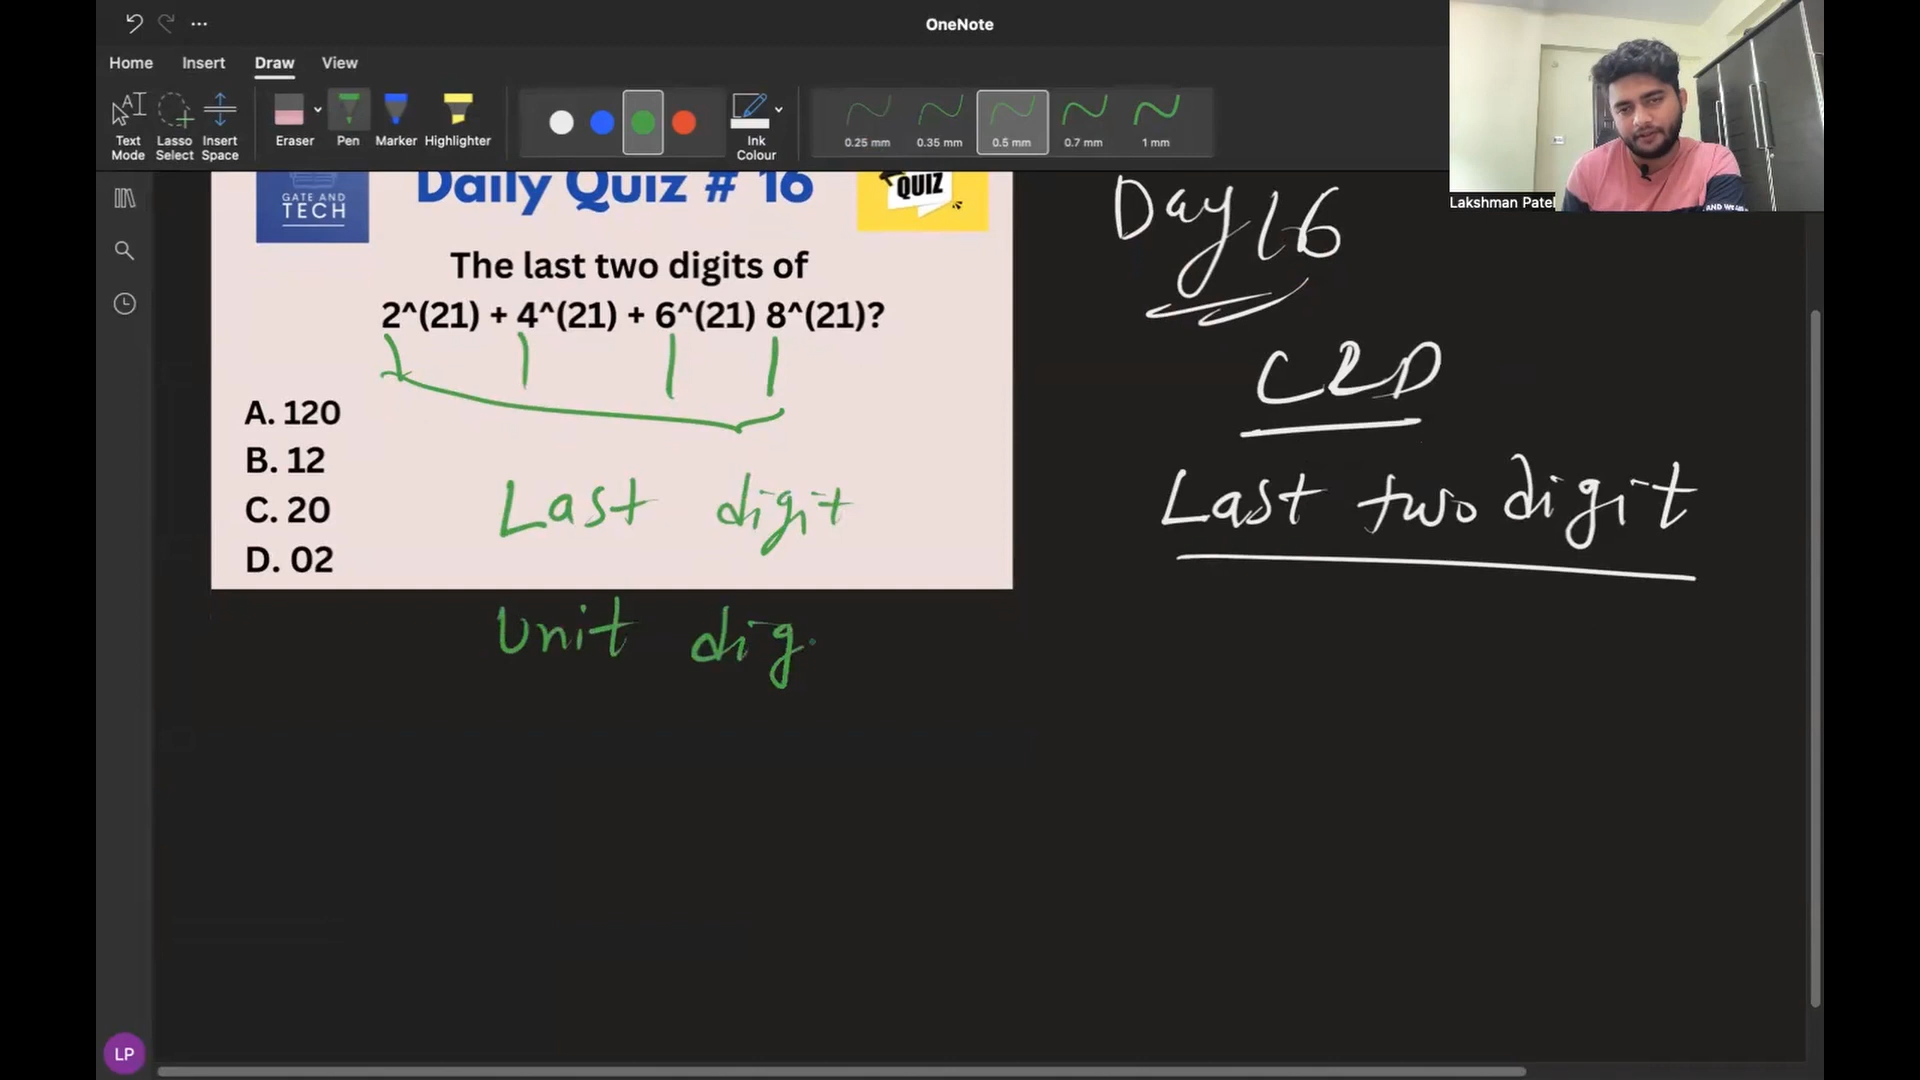 OneNote
Home Insert Draw View
Text Mode Lasso Select Insert Space Eraser Pen Marker Highlighter Ink Colour 0.25 mm 0.35 mm 0.5 mm 0.7 mm 1 mm
Lakshman Patel
GATE AND
TECH
Daily Quiz # 16
QUIZ
The last two digits of
2^(21) + 4^(21) + 6^(21) 8^(21)?
A. 120
B. 12
C. 20
D. 02
Last digit
Unit dig
Day 16
Last two digit
LP